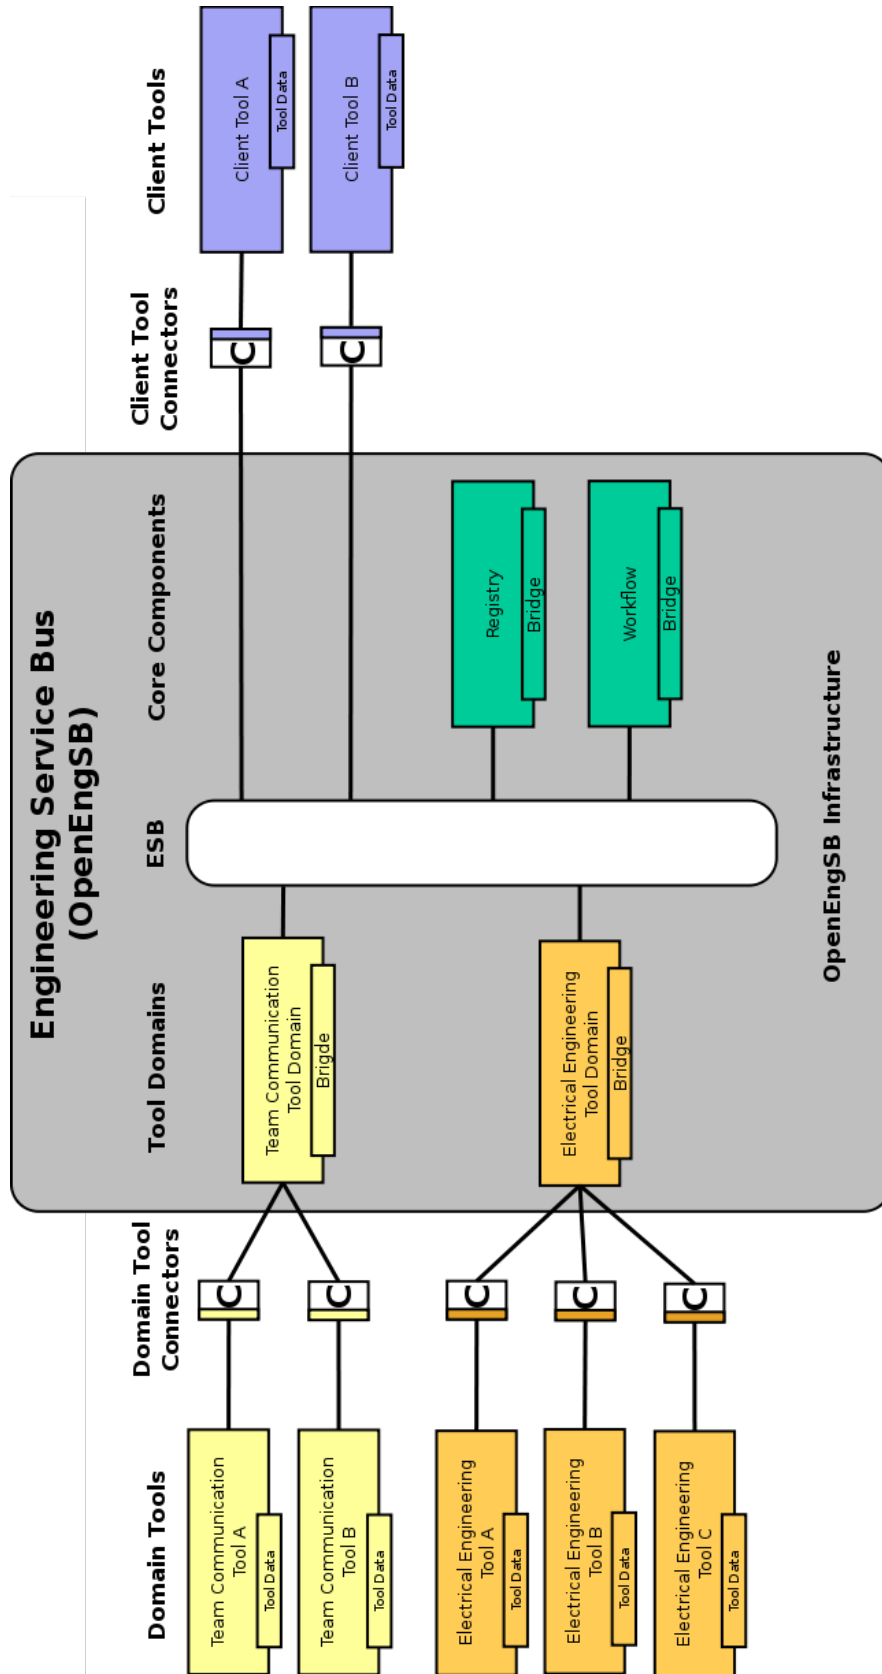 Engineering Service Bus
(OpenEngSB)
Domain Tools
Domain Tool
Connectors
Tool Domains
ESB
Core Components
Client Tool
Connectors
Client Tools
Team Communication
Tool A
Tool Data
C
Team Communication
Tool B
Tool Data
C
Team Communication
Tool Domain
Brigde
C
Client Tool A
Tool Data
C
Client Tool B
Tool Data
Electrical Engineering
Tool A
Tool Data
C
Electrical Engineering
Tool B
Tool Data
C
Electrical Engineering
Tool C
Tool Data
C
Electrical Engineering
Tool Domain
Bridge
Registry
Bridge
Workflow
Bridge
OpenEngSB Infrastructure